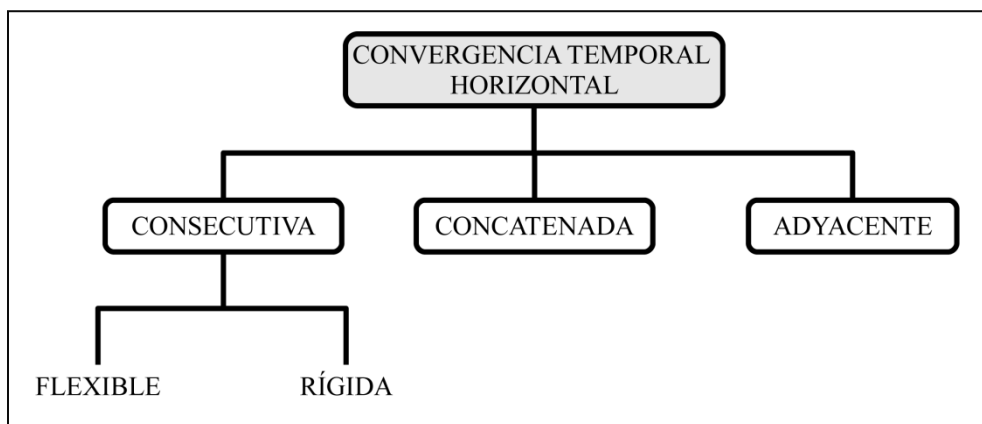 CONVERGENCIA TEMPORAL
HORIZONTAL
CONSECUTIVA
CONCATENADA
ADYACENTE
FLEXIBLE
RÍGIDA